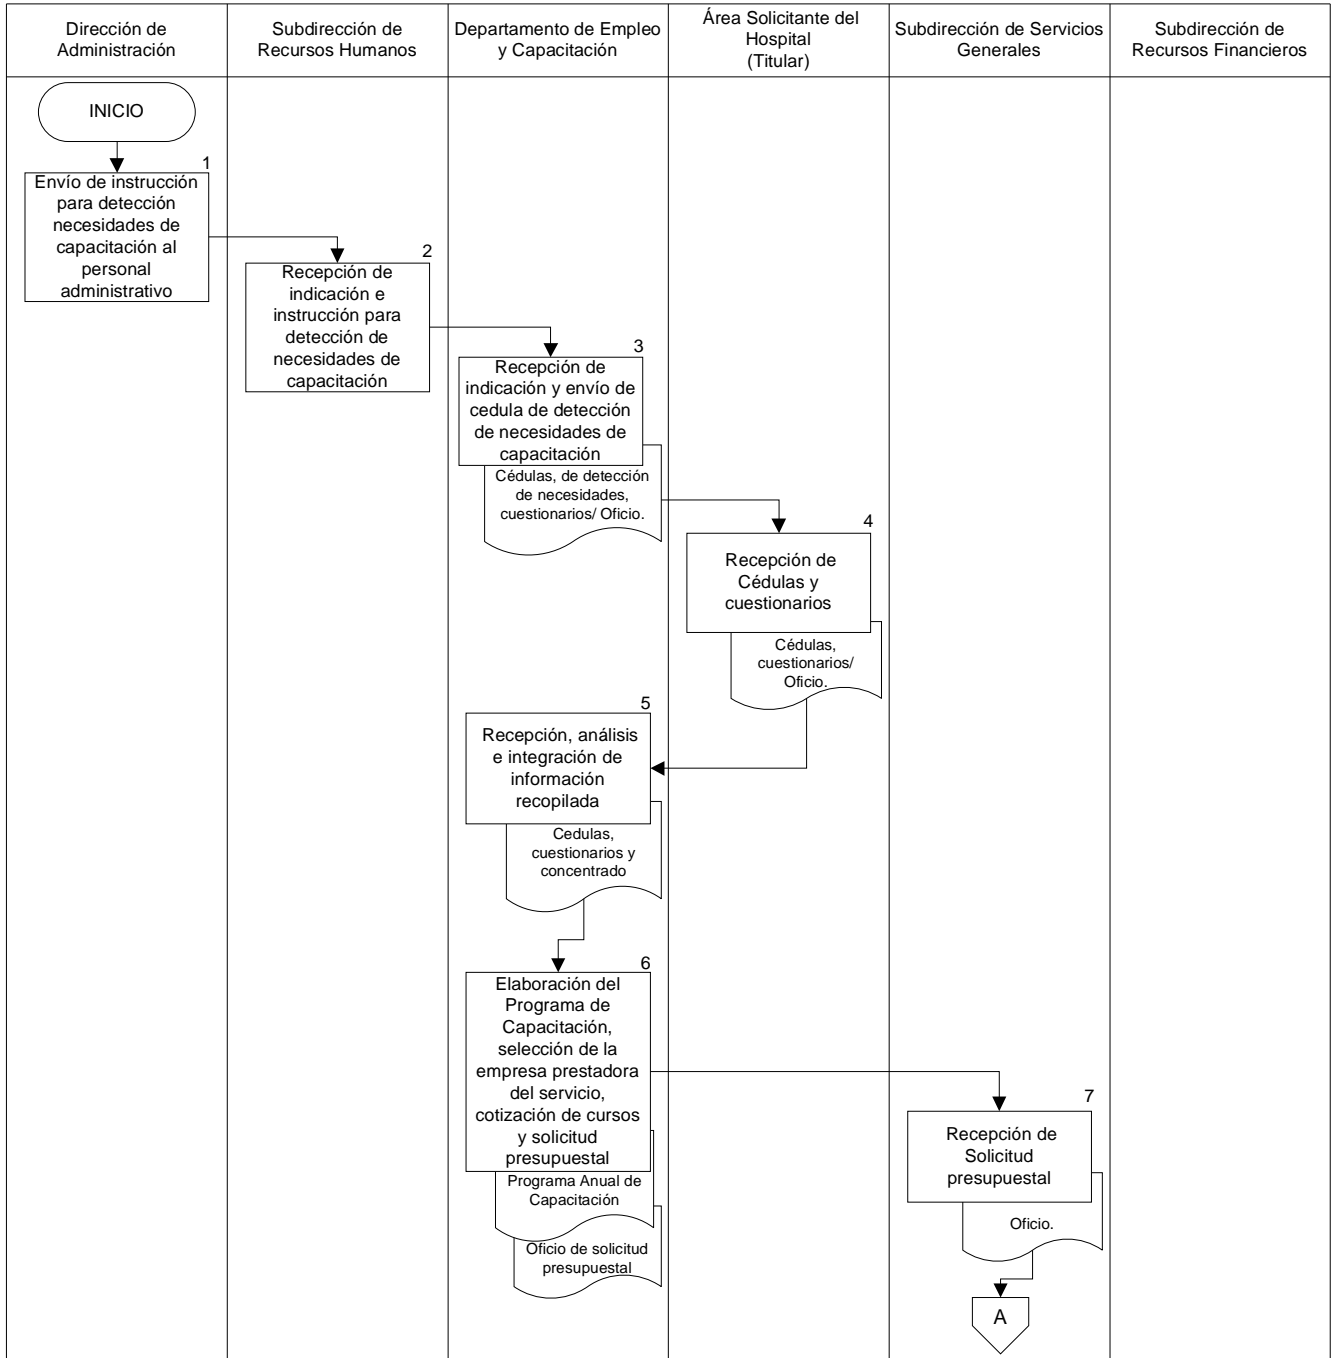 Dirección de
Administración
Subdirección de
Recursos Humanos
Departamento de Empleo
y Capacitación
Área Solicitante del
Hospital
(Titular)
Subdirección de Servicios
Generales
Subdirección de
Recursos Financieros
INICIO
1
Envío de instrucción
para detección
necesidades de
capacitación al
personal
administrativo
2
Recepción de
indicación e
instrucción para
detección de
necesidades de
capacitación
3
Recepción de
indicación y envío de
cedula de detección
de necesidades de
capacitación
Cédulas, de detección
de necesidades,
cuestionarios/ Oficio.
4
Recepción de
Cédulas y
cuestionarios
Cédulas,
cuestionarios/
Oficio.
5
Recepción, análisis
e integración de
información
recopilada
Cedulas,
cuestionarios y
concentrado
6
Elaboración del
Programa de
Capacitación,
selección de la
empresa prestadora
del servicio,
cotización de cursos
y solicitud
presupuestal
Programa Anual de
Capacitación
Oficio de solicitud
presupuestal
7
Recepción de
Solicitud
presupuestal
Oficio.
A